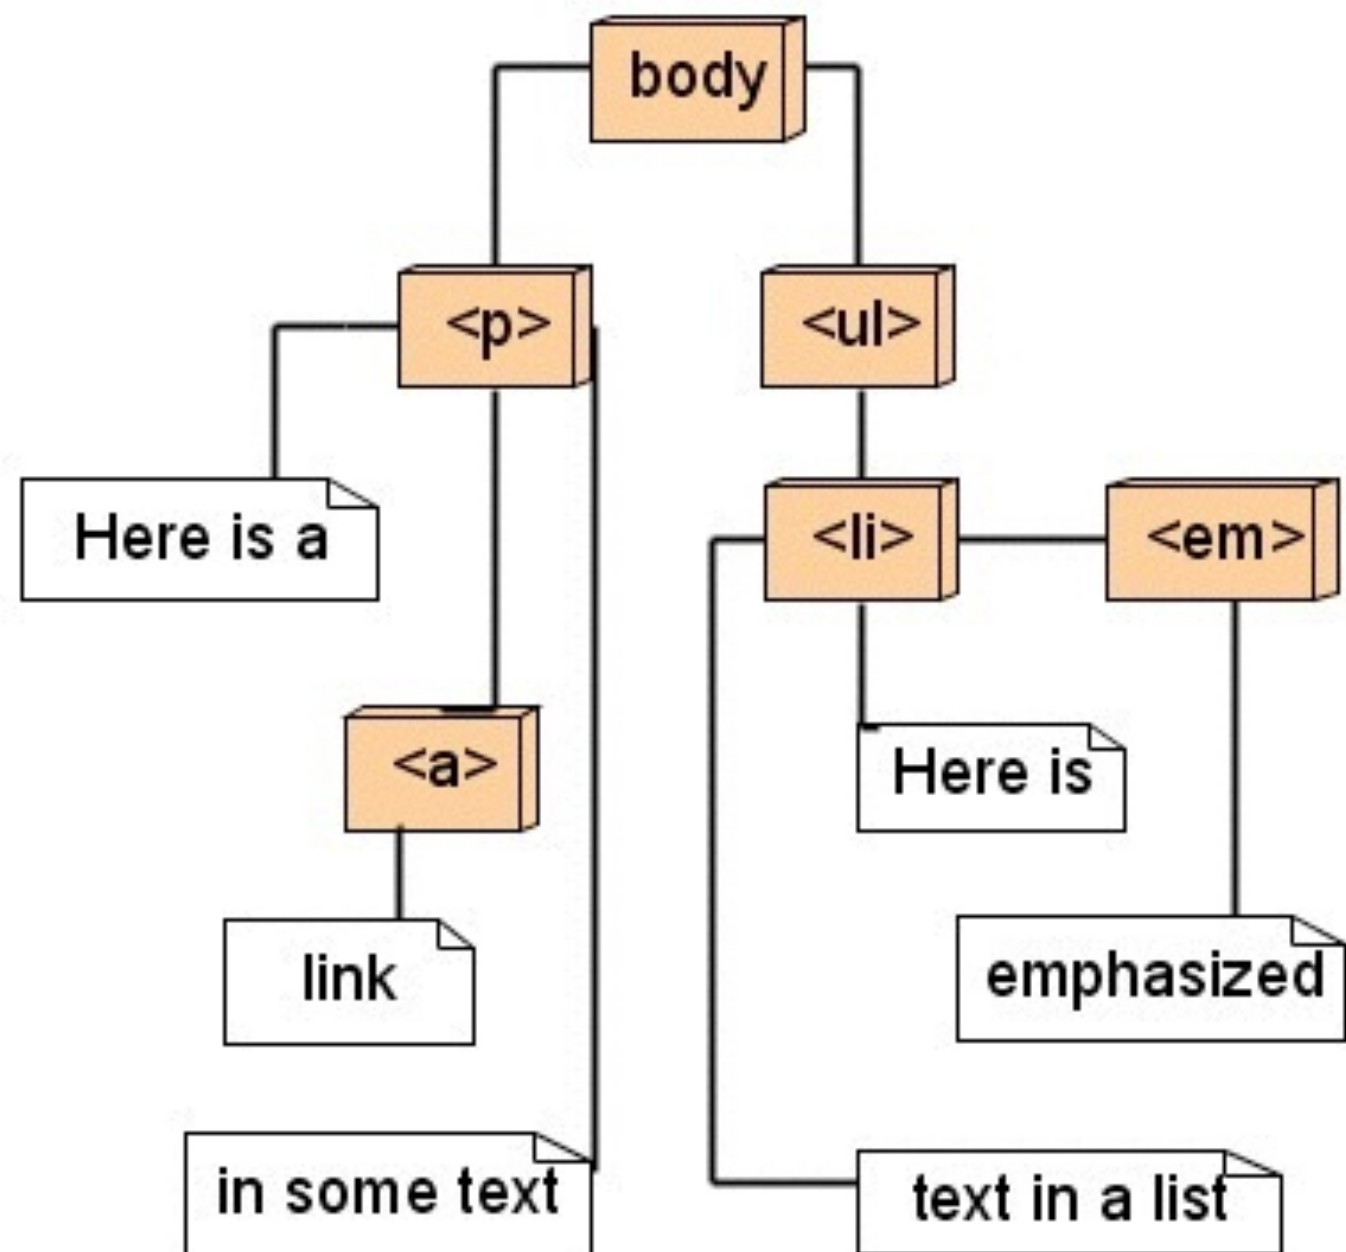 body
<p>
<ul>
Here is a
<li>
<em>
<a>
Here is
link
emphasized
in some text
text in a list